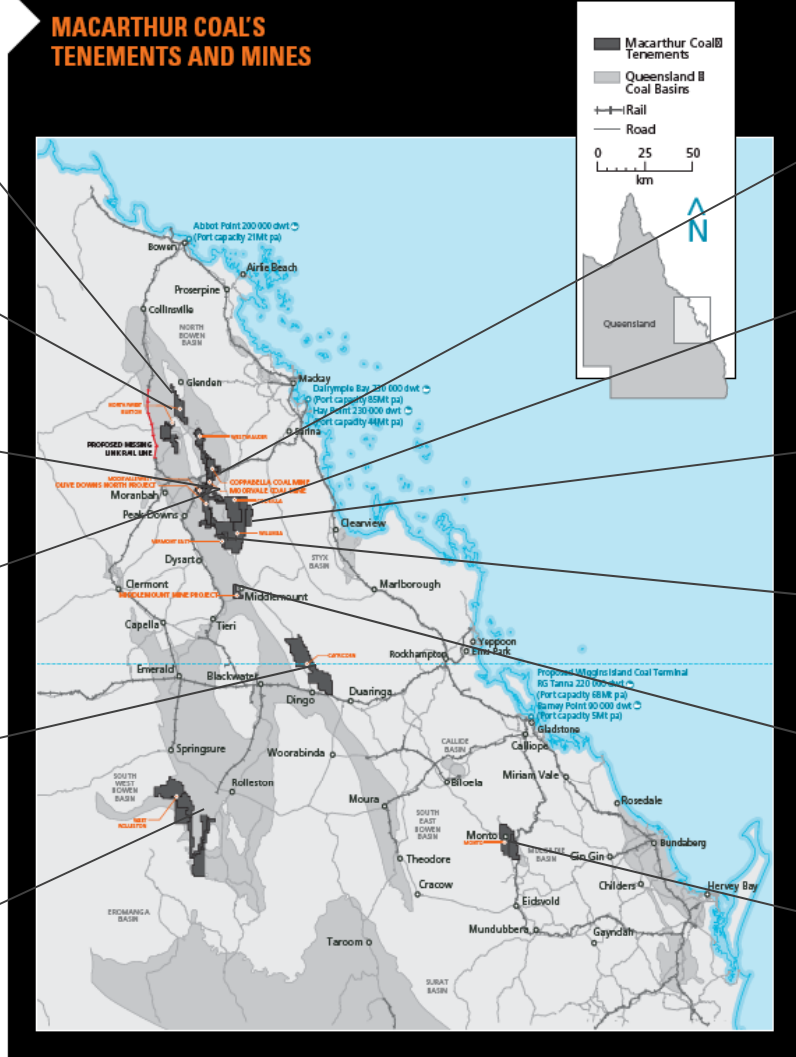 MACARTHUR COAL'S
TENEMENTS AND MINES
Macarthur Coal
Tenements
Queensland
Coal Basins
Rail
Road
0 25 50
km
N
Queensland
Abbot Point 200 000 dwt
(Port capacity 21Mt pa)
Bowen
Airlie Beach
Proserpine
Collinsville
NORTH
BOWEN
BASIN
Glenden
Mackay
Dalrymple Bay 230 000 dwt
(Port capacity 85Mt pa)
Hay Point 230 000 dwt
(Port capacity 44Mt pa)
Sarina
PROPOSED MISSING
LINK RAIL LINE
COPPABELLA COAL MINE
MOORVALE COAL MINE
OLIVE DOWNS NORTH PROJECT
Moranbah
Peak Downs
Clearview
WILUNGA
VERMONT EAST
STYX
BASIN
Dysart
Clermont
Marlborough
MIDDLEMOUNT MINE PROJECT
Middlemount
Capella
Tieri
Yeppoon
Emu Park
Rockhampton
CAPRICORN
Emerald
Blackwater
Dingo
Duaringa
Proposed Wiggins Island Coal Terminal
RG Tanna 220 000 dwt
(Port capacity 68Mt pa)
Barney Point 90 000 dwt
(Port capacity 5Mt pa)
Gladstone
Calliope
Springsure
Woorabinda
CALLIDE
BASIN
Miriam Vale
Biloela
SOUTH
WEST
BOWEN
BASIN
Rolleston
Moura
Rosedale
WEST
ROLLESTON
SOUTH
EAST
BOWEN
BASIN
Monto
MONTO
BASIN
Bundaberg
Gin Gin
Theodore
Childers
Hervey Bay
Cracow
Eidsvold
EROMANGA
BASIN
Mundubbera
Gayndah
Taroom
SURAT
BASIN